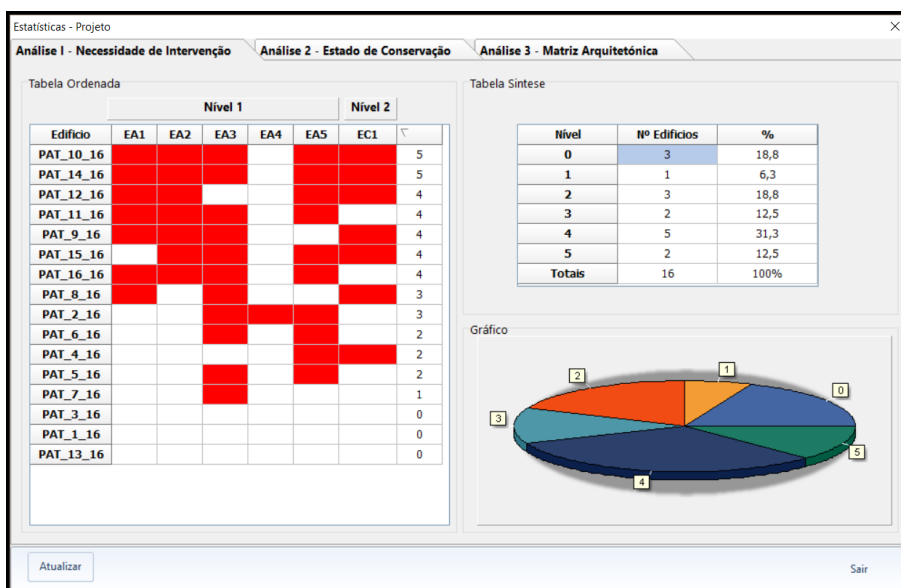 Estatísticas - Projeto
Análise I - Necessidade de Intervenção Análise 2 - Estado de Conservação Análise 3 - Matriz Arquitetónica
Tabela Ordenada
Nível 1 Nível 2
Edificio EA1 EA2 EA3 EA4 EA5 EC1
PAT_10_16 5
PAT_14_16 5
PAT_12_16 4
PAT_11_16 4
PAT_9_16 4
PAT_15_16 4
PAT_16_16 4
PAT_8_16 3
PAT_2_16 3
PAT_6_16 2
PAT_4_16 2
PAT_5_16 2
PAT_7_16 1
PAT_3_16 0
PAT_1_16 0
PAT_13_16 0
Tabela Síntese
Nível Nº Edificios %
0 3 18,8
1 1 6,3
2 3 18,8
3 2 12,5
4 5 31,3
5 2 12,5
Totais 16 100%
Gráfico
1
2
0
3
5
4
Atualizar
Sair